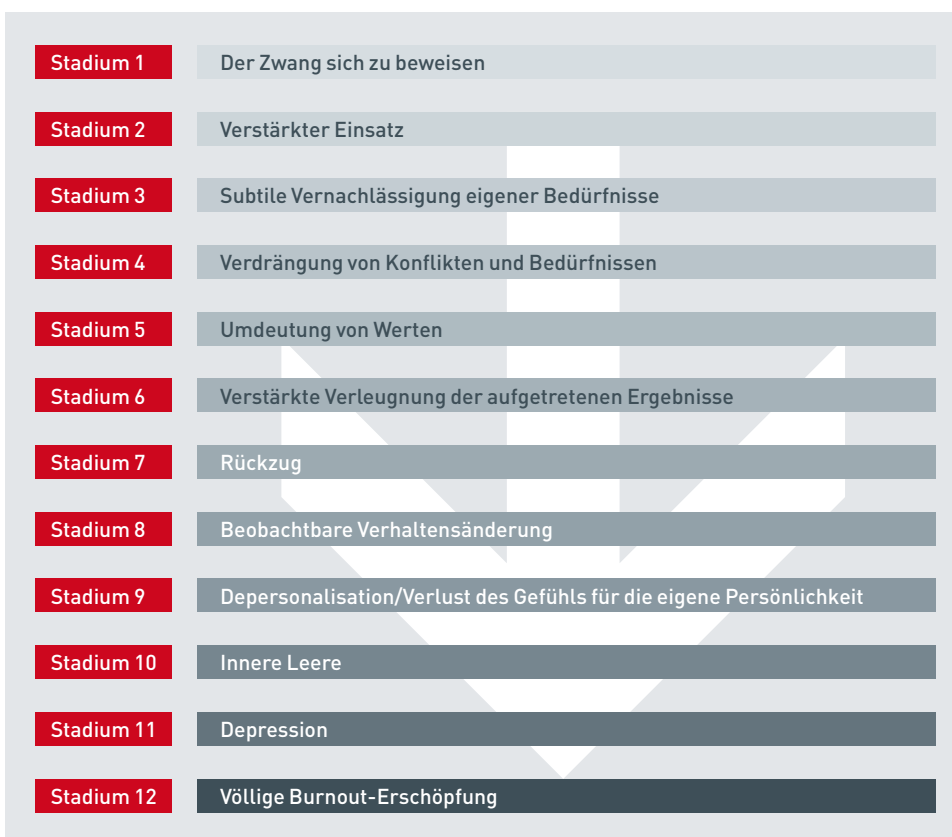 Stadium 1 Der Zwang sich zu beweisen
Stadium 2 Verstärkter Einsatz
Stadium 3 Subtile Vernachlässigung eigener Bedürfnisse
Stadium 4 Verdrängung von Konflikten und Bedürfnissen
Stadium 5 Umdeutung von Werten
Stadium 6 Verstärkte Verleugnung der aufgetretenen Ergebnisse
Stadium 7 Rückzug
Stadium 8 Beobachtbare Verhaltensänderung
Stadium 9 Depersonalisation/Verlust des Gefühls für die eigene Persönlichkeit
Stadium 10 Innere Leere
Stadium 11 Depression
Stadium 12 Völlige Burnout-Erschöpfung